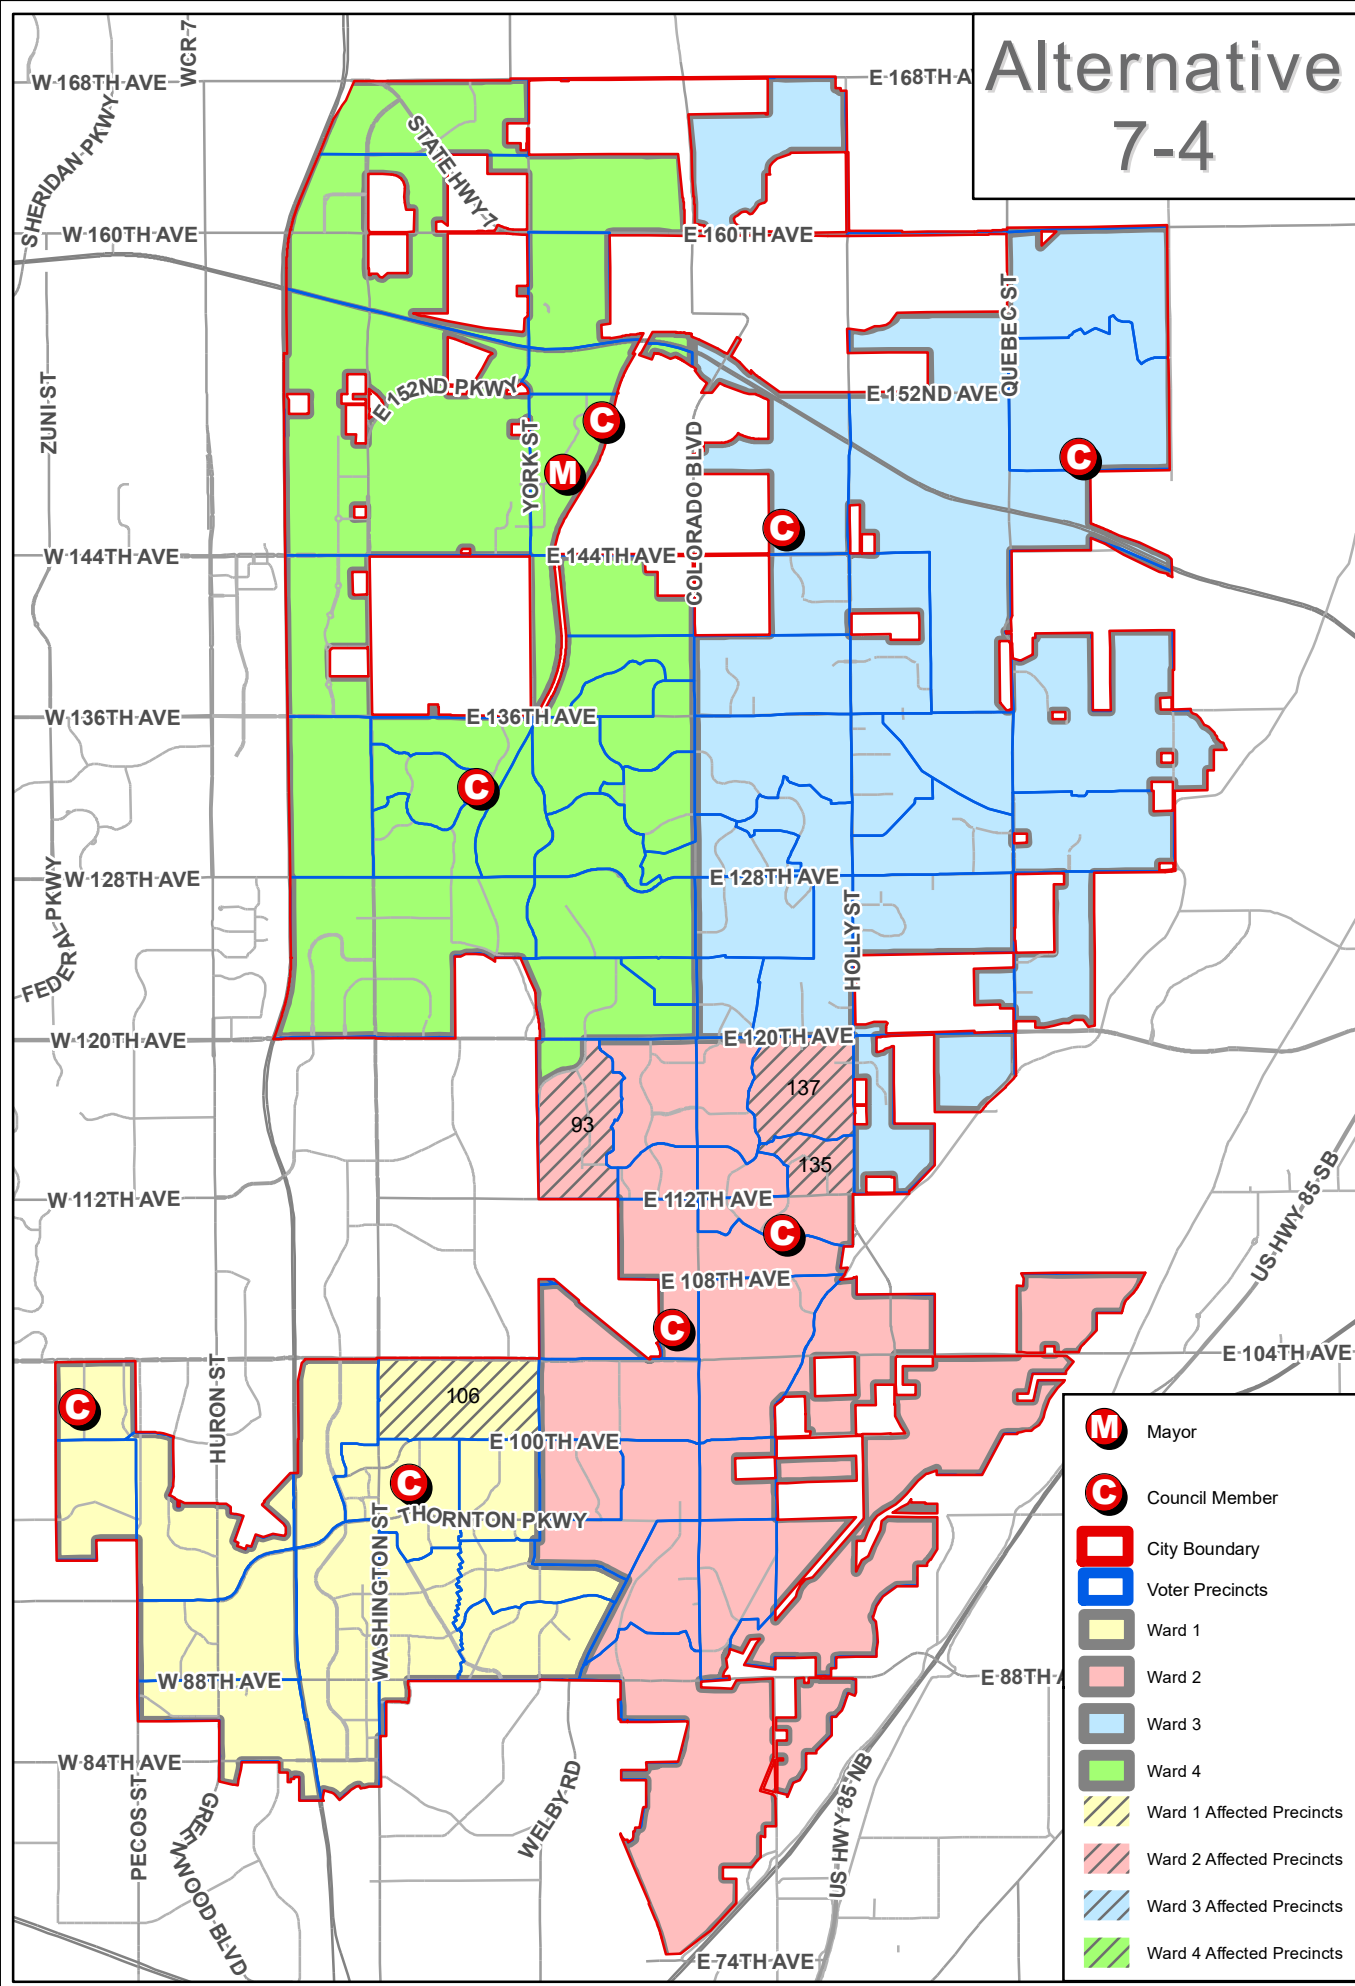 Alternative
7-4
W 168TH AVE
WCR-7
E 168TH A
SHERIDAN PKWY
STATE HWY 7
W 160TH AVE
E 160TH AVE
QUEBEC ST
ZUNI ST
E 152ND PKWY
E 152ND AVE
C
YORK ST
M
COLORADO BLVD
C
C
W 144TH AVE
E 144TH AVE
W 136TH AVE
E 136TH AVE
C
W 128TH AVE
E 128TH AVE
FEDERAL PKWY
HOLLY ST
W 120TH AVE
E 120TH AVE
137
93
135
W 112TH AVE
E 112TH AVE
US HWY 85 SB
C
E 108TH AVE
C
E 104TH AVE
HURON ST
C
106
E 100TH AVE
C
THORNTON PKWY
WASHINGTON ST
W 88TH AVE
E 88TH A
W 84TH AVE
PECOS ST
GREENWOOD BLVD
WELBY RD
US HWY 85 NB
E 74TH AVE
M Mayor
C Council Member
City Boundary
Voter Precincts
Ward 1
Ward 2
Ward 3
Ward 4
Ward 1 Affected Precincts
Ward 2 Affected Precincts
Ward 3 Affected Precincts
Ward 4 Affected Precincts